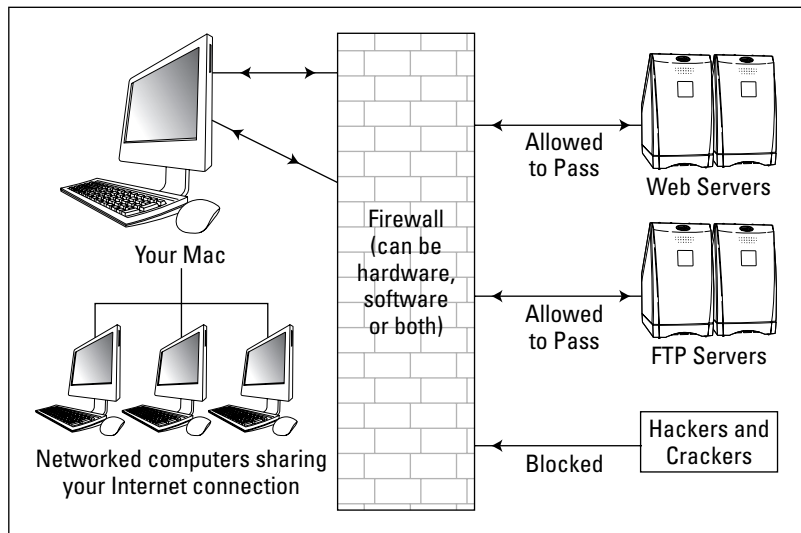 Your Mac
Networked computers sharing
your Internet connection
Firewall
(can be
hardware,
software
or both)
Allowed
to Pass
Web Servers
Allowed
to Pass
FTP Servers
Blocked
Hackers and
Crackers